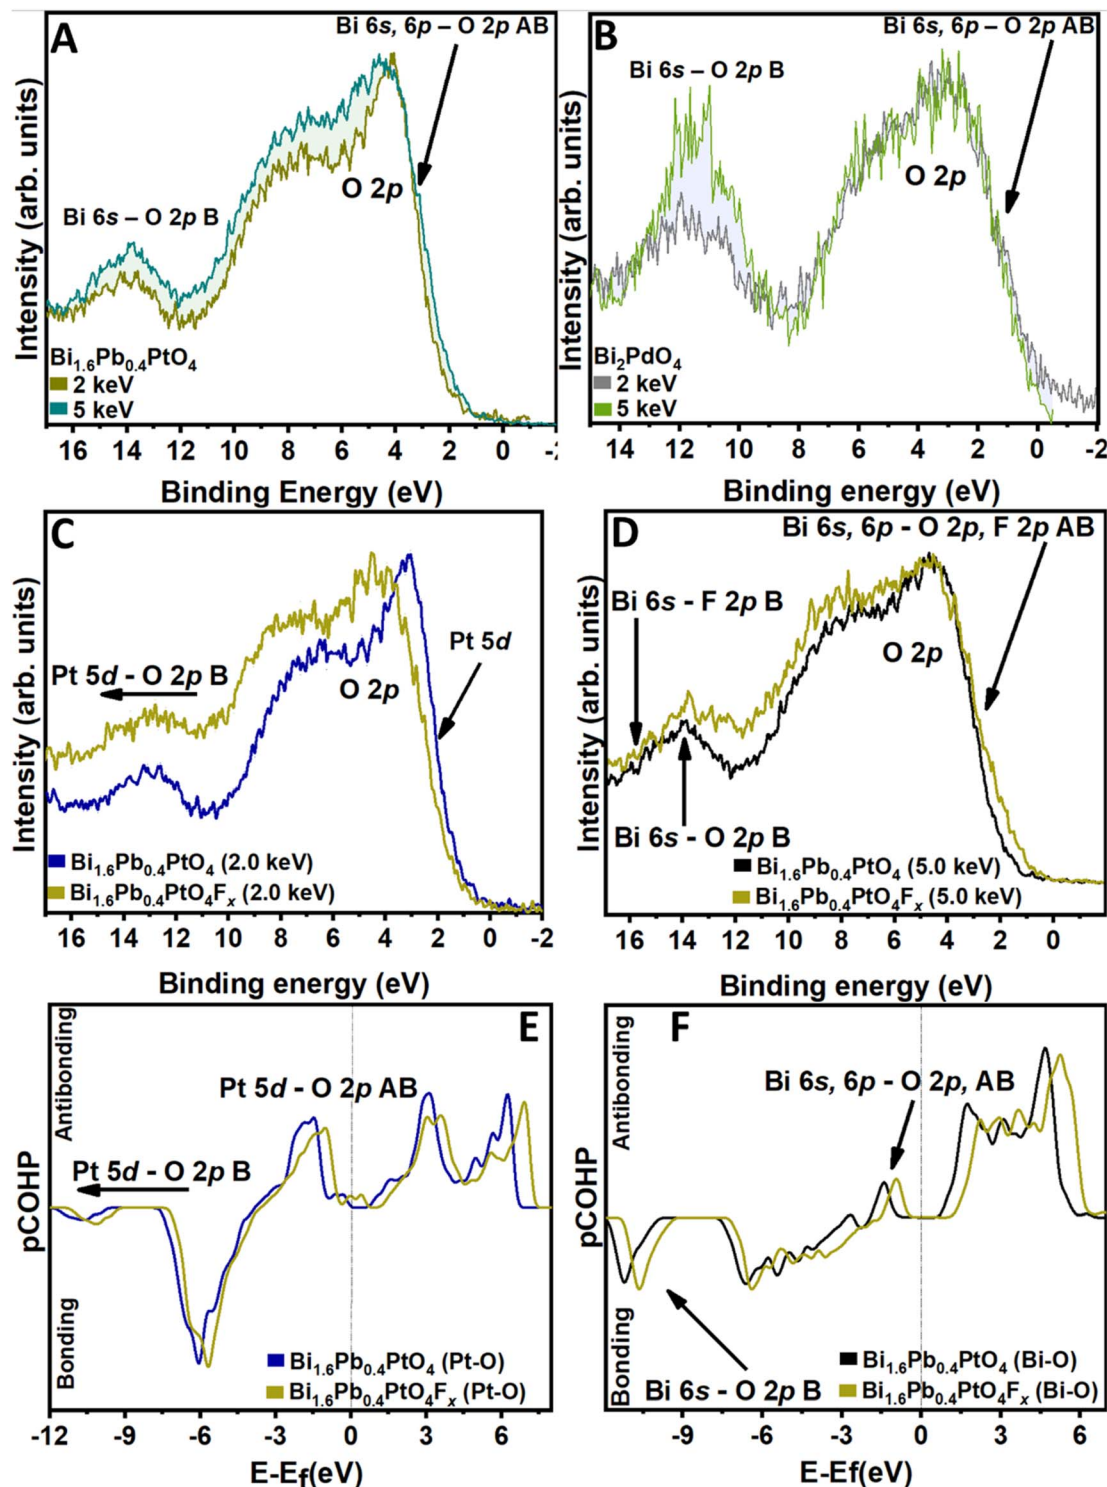 A
Bi 6s, 6p – O 2p AB
O 2p
Bi 6s – O 2p B
Intensity (arb. units)
Bi1.6Pb0.4PtO4
2 keV
5 keV
16 14 12 10 8 6 4 2 0 -2
Binding Energy (eV)
B
Bi 6s, 6p – O 2p AB
Bi 6s – O 2p B
O 2p
Intensity (arb. units)
Bi2PdO4
2 keV
5 keV
14 12 10 8 6 4 2 0 -2
Binding energy (eV)
C
Pt 5d
Pt 5d - O 2p B
O 2p
Intensity (arb. units)
Bi1.6Pb0.4PtO4 (2.0 keV)
Bi1.6Pb0.4PtO4Fx (2.0 keV)
16 14 12 10 8 6 4 2 0 -2
Binding energy (eV)
D
Bi 6s, 6p - O 2p, F 2p AB
Bi 6s - F 2p B
O 2p
Bi 6s - O 2p B
Intensity (arb. units)
Bi1.6Pb0.4PtO4 (5.0 keV)
Bi1.6Pb0.4PtO4Fx (5.0 keV)
16 14 12 10 8 6 4 2 0
Binding energy (eV)
E
Antibonding
Pt 5d - O 2p AB
Pt 5d - O 2p B
pCOHP
Bonding
Bi1.6Pb0.4PtO4 (Pt-O)
Bi1.6Pb0.4PtO4Fx (Pt-O)
-12 -9 -6 -3 0 3 6
E-Ef(eV)
F
Antibonding
Bi 6s, 6p - O 2p, AB
pCOHP
Bonding
Bi 6s - O 2p B
Bi1.6Pb0.4PtO4 (Bi-O)
Bi1.6Pb0.4PtO4Fx (Bi-O)
-9 -6 -3 0 3 6
E-Ef(eV)